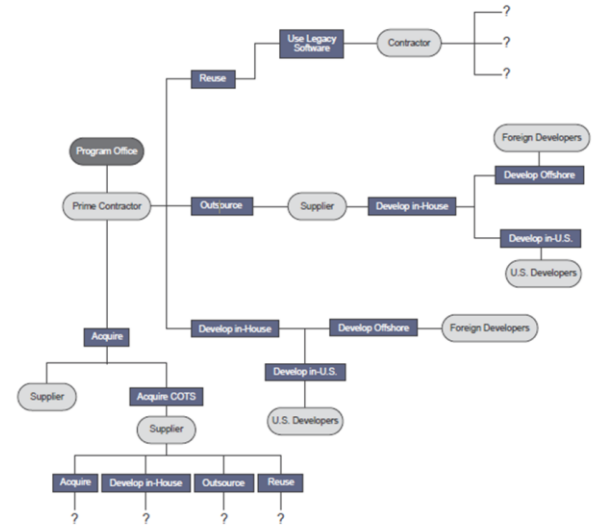 ?
Use Legacy
Software
Contractor
?
Reuse
?
Foreign Developers
Program Office
Develop Offshore
Prime Contractor
Outsource
Supplier
Develop in-House
Develop in-U.S.
U.S. Developers
Develop in-House
Develop Offshore
Foreign Developers
Acquire
Develop in-U.S.
Supplier
Acquire COTS
U.S. Developers
Supplier
Acquire
Develop in-House
Outsource
Reuse
?
?
?
?